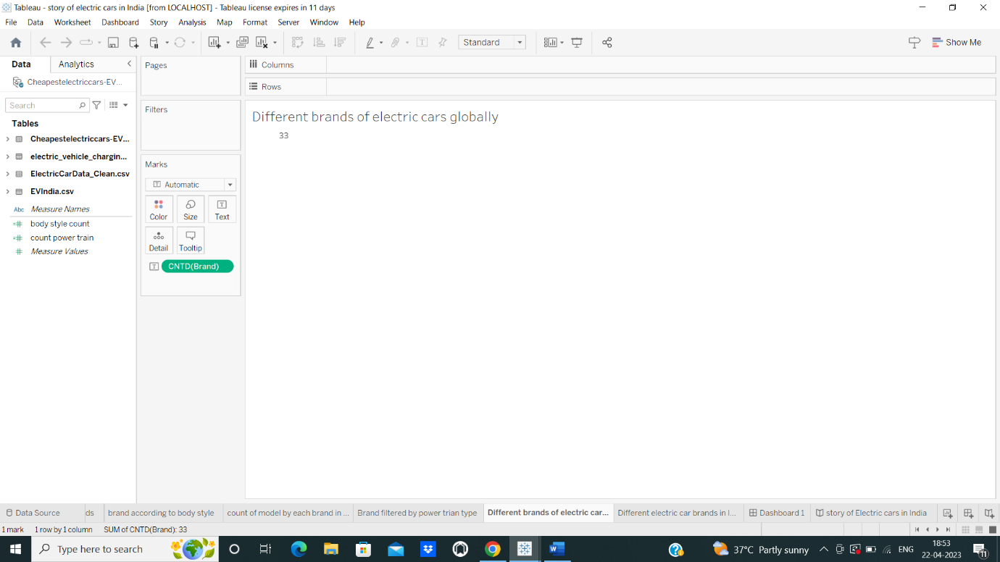 Tableau - story of electric cars in India [from LOCALHOST] - Tableau license expires in 11 days
File Data Worksheet Dashboard Story Analysis Map Format Server Window Help
Standard
Show Me
Data Analytics
Cheapestelectriccars-EV...
Search
Tables
Cheapestelectriccars-EV...
electric_vehicle_chargin...
ElectricCarData_Clean.csv
EVIndia.csv
Abc Measure Names
body style count
count power train
Measure Values
Pages
Filters
Marks
Automatic
Color Size Text
Detail Tooltip
CNTD(Brand)
Columns
Rows
Different brands of electric cars globally
33
Data Source ds brand according to body style count of model by each brand in ... Brand filtered by power trian type Different brands of electric car... Different electric car brands in I... Dashboard 1 story of Electric cars in India
1 mark 1 row by 1 column SUM of CNTD(Brand): 33
Type here to search
37°C Partly sunny
ENG
18:53
22-04-2023
11